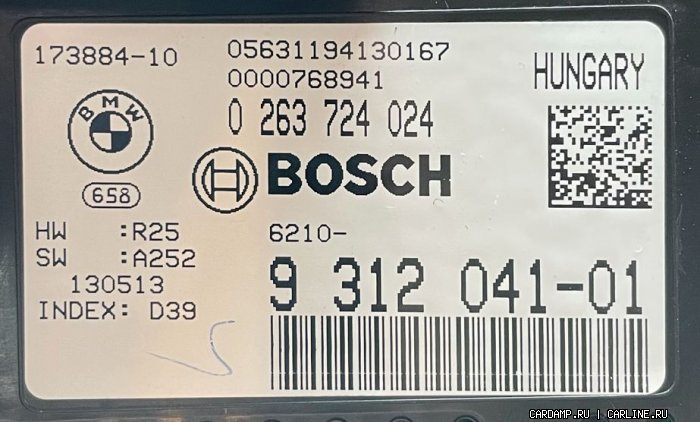 173884-10
05631194130167
0000768941
0 263 724 024
HUNGARY
BMW
658
BOSCH
HW :R25
SW :A252
130513
INDEX: D39
6210-
9 312 041-01
CARDAMP.RU | CARLINE.RU